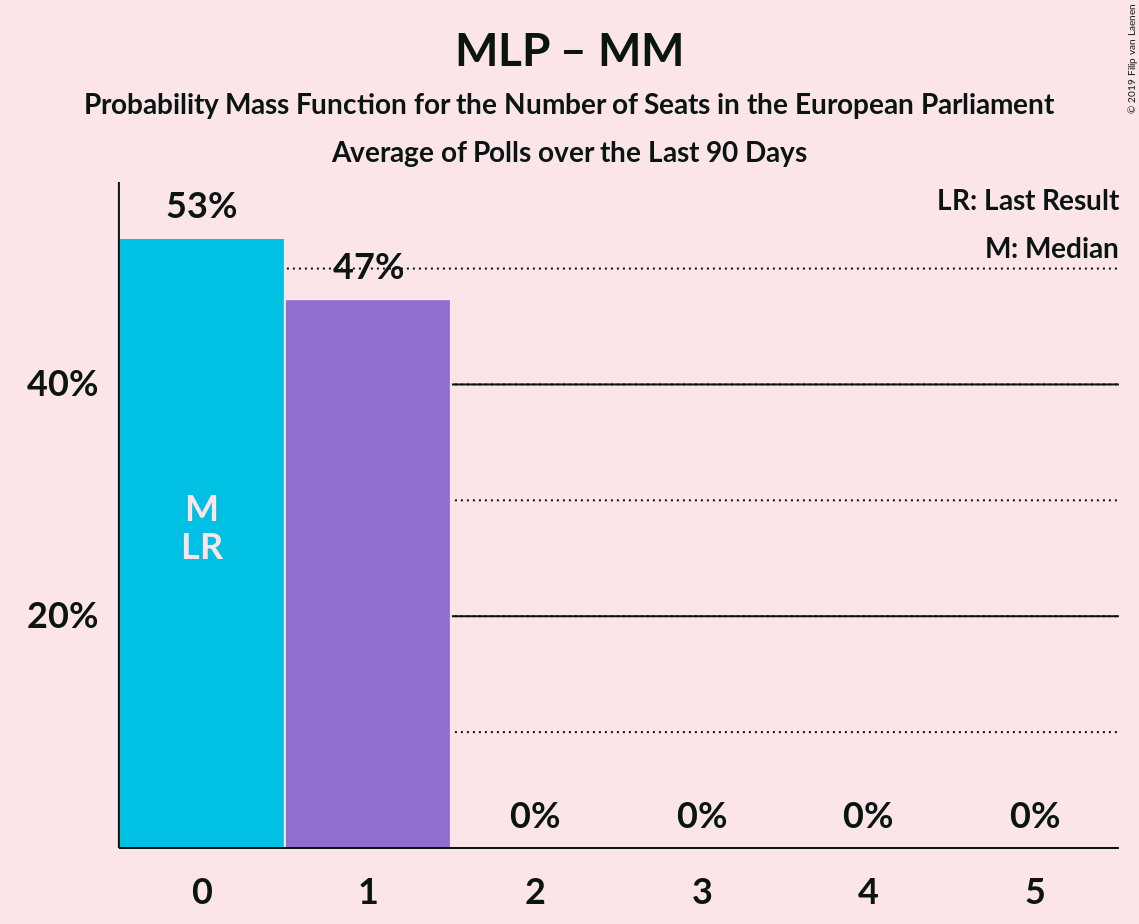 MLP – MM
Probability Mass Function for the Number of Seats in the European Parliament
Average of Polls over the Last 90 Days
© 2019 Filip van Laenen
LR: Last Result
M: Median
53%
47%
40%
20%
M
LR
0%
0%
0%
0%
0
1
2
3
4
5